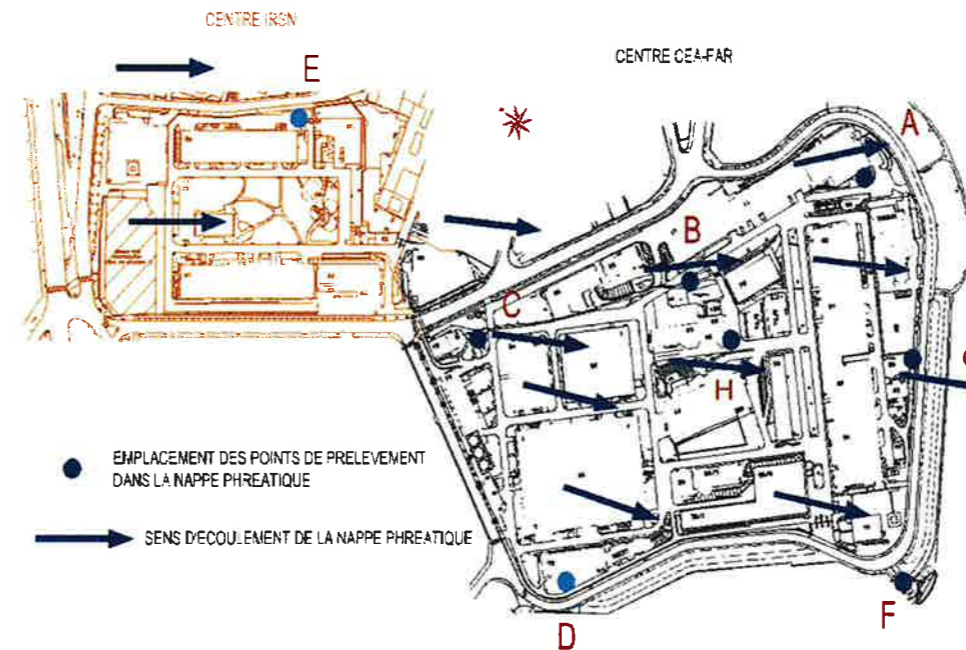 CENTRE IRSN
CENTRE CEA-FAR
E
A
B
C
H
D
F
EMPLACEMENT DES POINTS DE PRELEVEMENT
DANS LA NAPPE PHREATIQUE
SENS D'ECOULEMENT DE LA NAPPE PHREATIQUE